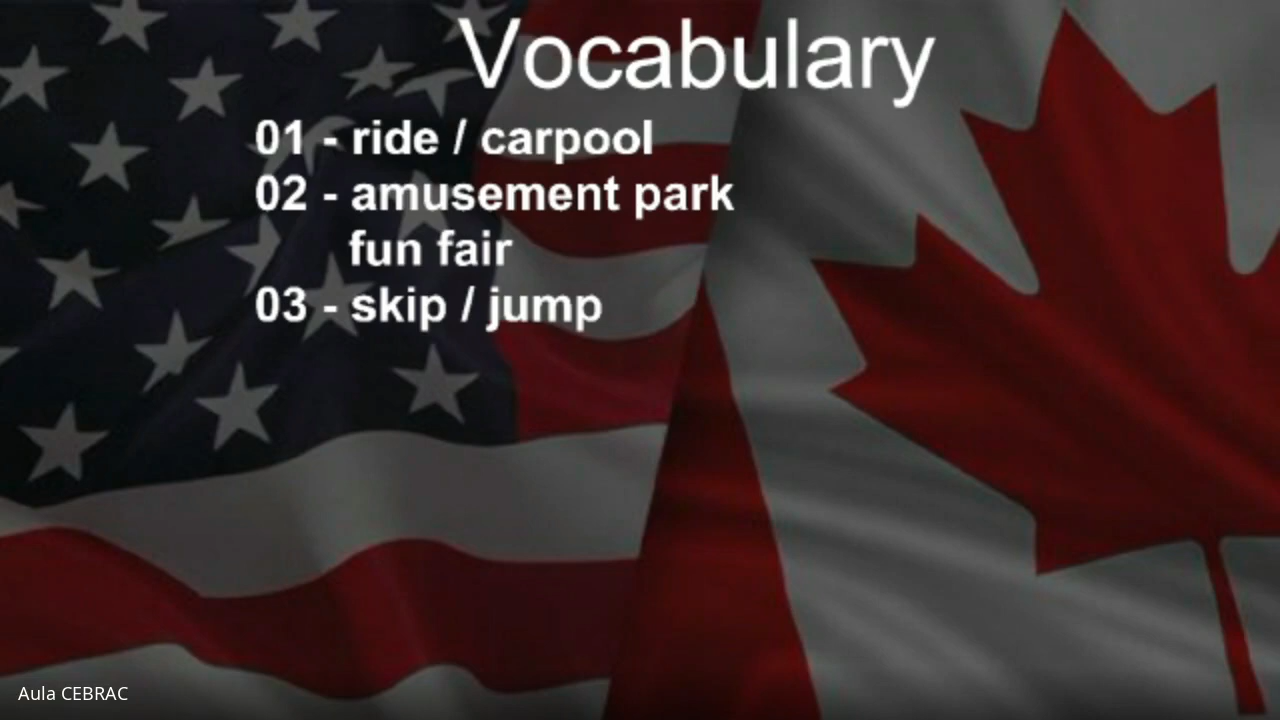 Vocabulary
01 - ride / carpool
02 - amusement park
fun fair
03 - skip / jump
Aula CEBRAC